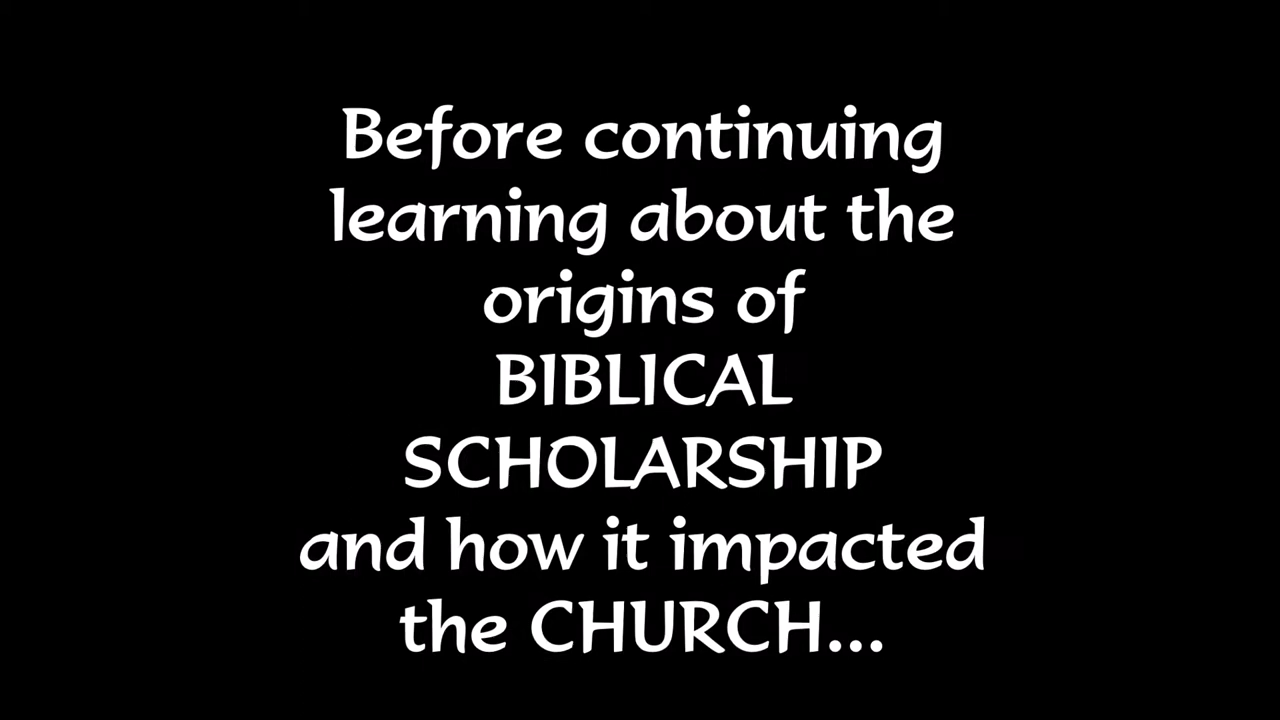 Before continuing
learning about the
origins of
BIBLICAL
SCHOLARSHIP
and how it impacted
the CHURCH...